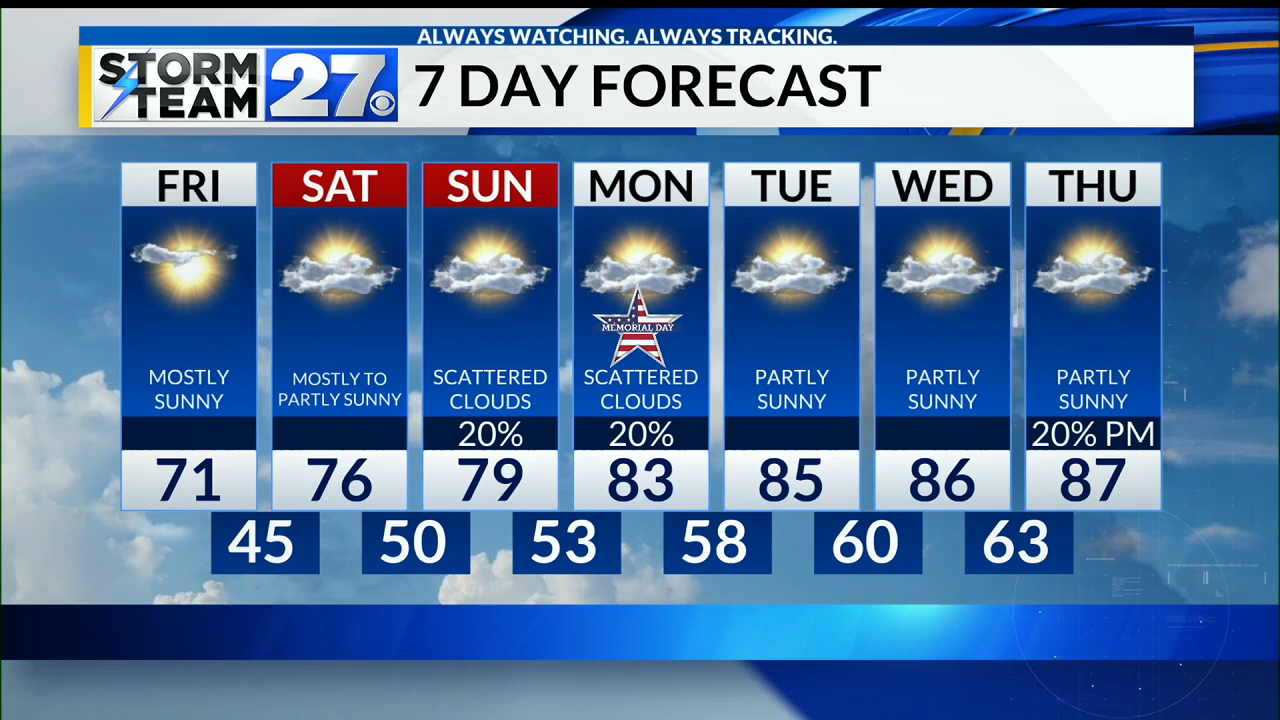 ALWAYS WATCHING. ALWAYS TRACKING.
STORM
TEAM
27
7 DAY FORECAST
FRI
SAT
SUN
MON
TUE
WED
THU
MEMORIAL DAY
MOSTLY
SUNNY
MOSTLY TO
PARTLY SUNNY
SCATTERED
CLOUDS
SCATTERED
CLOUDS
PARTLY
SUNNY
PARTLY
SUNNY
PARTLY
SUNNY
20%
20%
20% PM
71
76
79
83
85
86
87
45
50
53
58
60
63